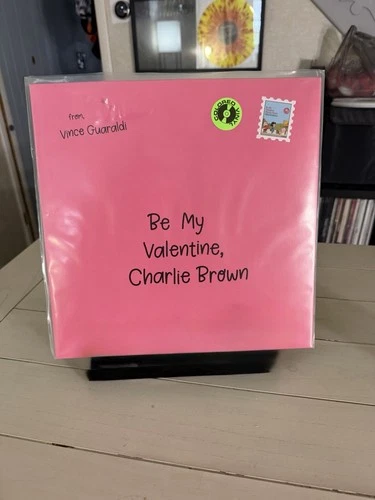 from,
Vince Guaraldi
COLORED VINYL
Be My
Valentine,
Charlie Brown